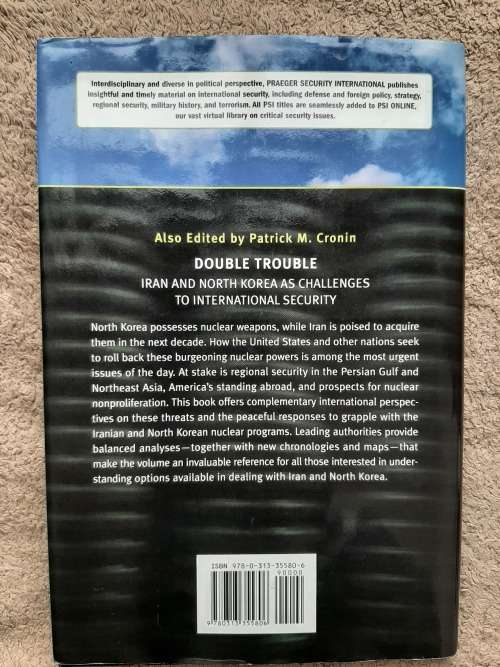 Interdisciplinary and diverse in political perspective, PRAEGER SECURITY INTERNATIONAL publishes
insightful and timely material on international security, including defense and foreign policy, strategy,
regional security, military history, and terrorism. All PSI titles are seamlessly added to PSI ONLINE,
our vast virtual library on critical security issues.
Also Edited by Patrick M. Cronin
DOUBLE TROUBLE
IRAN AND NORTH KOREA AS CHALLENGES
TO INTERNATIONAL SECURITY
North Korea possesses nuclear weapons, while Iran is poised to acquire
them in the next decade. How the United States and other nations seek
to roll back these burgeoning nuclear powers is among the most urgent
issues of the day. At stake is regional security in the Persian Gulf and
Northeast Asia, America's standing abroad, and prospects for nuclear
nonproliferation. This book offers complementary international perspec-
tives on these threats and the peaceful responses to grapple with the
Iranian and North Korean nuclear programs. Leading authorities provide
balanced analyses—together with new chronologies and maps—that
make the volume an invaluable reference for all those interested in under-
standing options available in dealing with Iran and North Korea.
ISBN 978-0-313-35580-6
90000
9 780313 355806